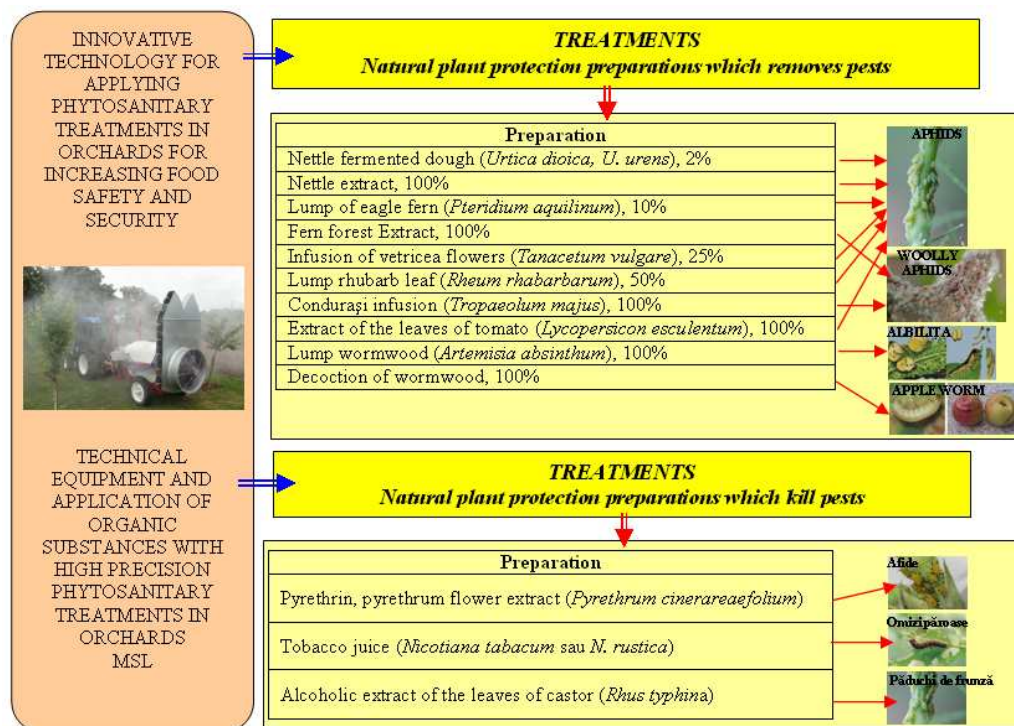 INNOVATIVE
TECHNOLOGY FOR
APPLYING
PHYTOSANITARY
TREATMENTS IN
ORCHARDS FOR
INCREASING FOOD
SAFETY AND
SECURITY
TECHNICAL
EQUIPMENT AND
APPLICATION OF
ORGANIC
SUBSTANCES WITH
HIGH PRECISION
PHYTOSANITARY
TREATMENTS IN
ORCHARDS
MSL
TREATMENTS
Natural plant protection preparations which removes pests
Preparation
Nettle fermented dough (Urtica dioica, U. urens), 2%
Nettle extract, 100%
Lump of eagle fern (Pteridium aquilinum), 10%
Fern forest Extract, 100%
Infusion of vetricea flowers (Tanacetum vulgare), 25%
Lump rhubarb leaf (Rheum rhabarbarum), 50%
Condurași infusion (Tropaeolum majus), 100%
Extract of the leaves of tomato (Lycopersicon esculentum), 100%
Lump wormwood (Artemisia absinthum), 100%
Decoction of wormwood, 100%
APHIDS
WOOLLY
APHIDS
ALBILITA
APPLE WORM
TREATMENTS
Natural plant protection preparations which kill pests
Preparation
Pyrethrin, pyrethrum flower extract (Pyrethrum cinerareaefolium)
Tobacco juice (Nicotiana tabacum sau N. rustica)
Alcoholic extract of the leaves of castor (Rhus typhina)
Afide
Omizipăroase
Păduchi de frunză